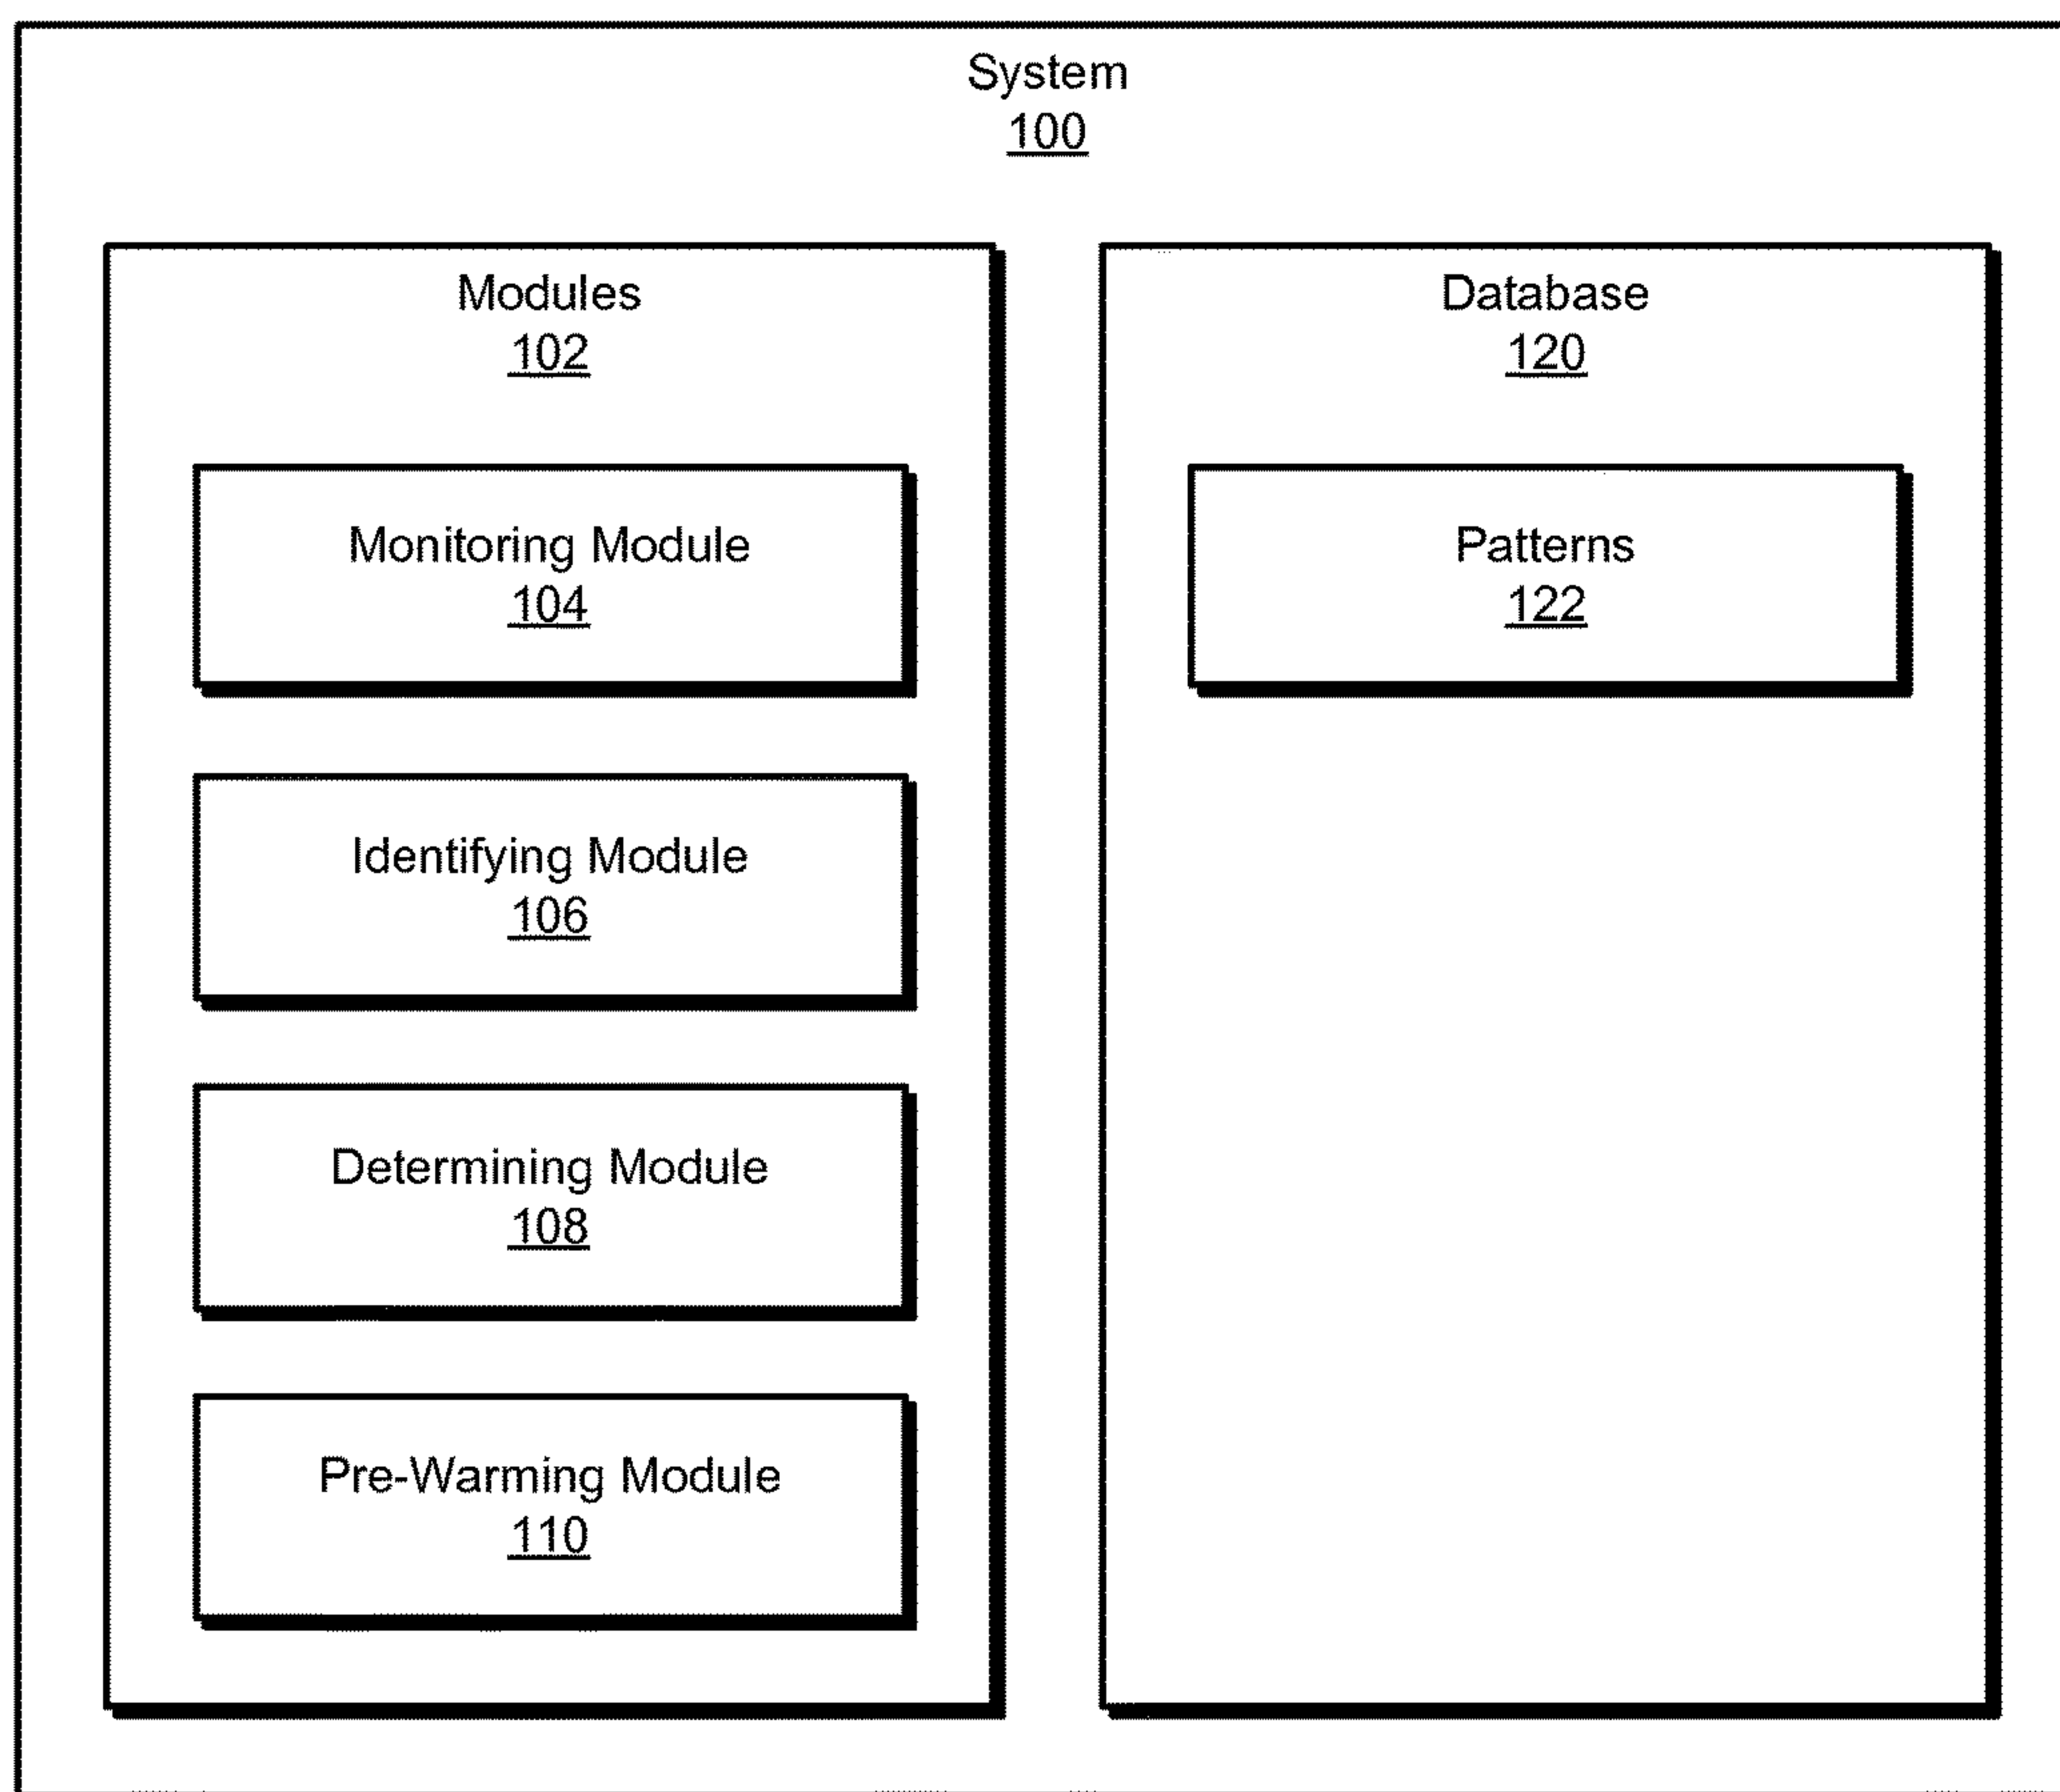 System
100
Modules
102
Monitoring Module
104
Identifying Module
106
Determining Module
108
Pre-Warming Module
110
Database
120
Patterns
122